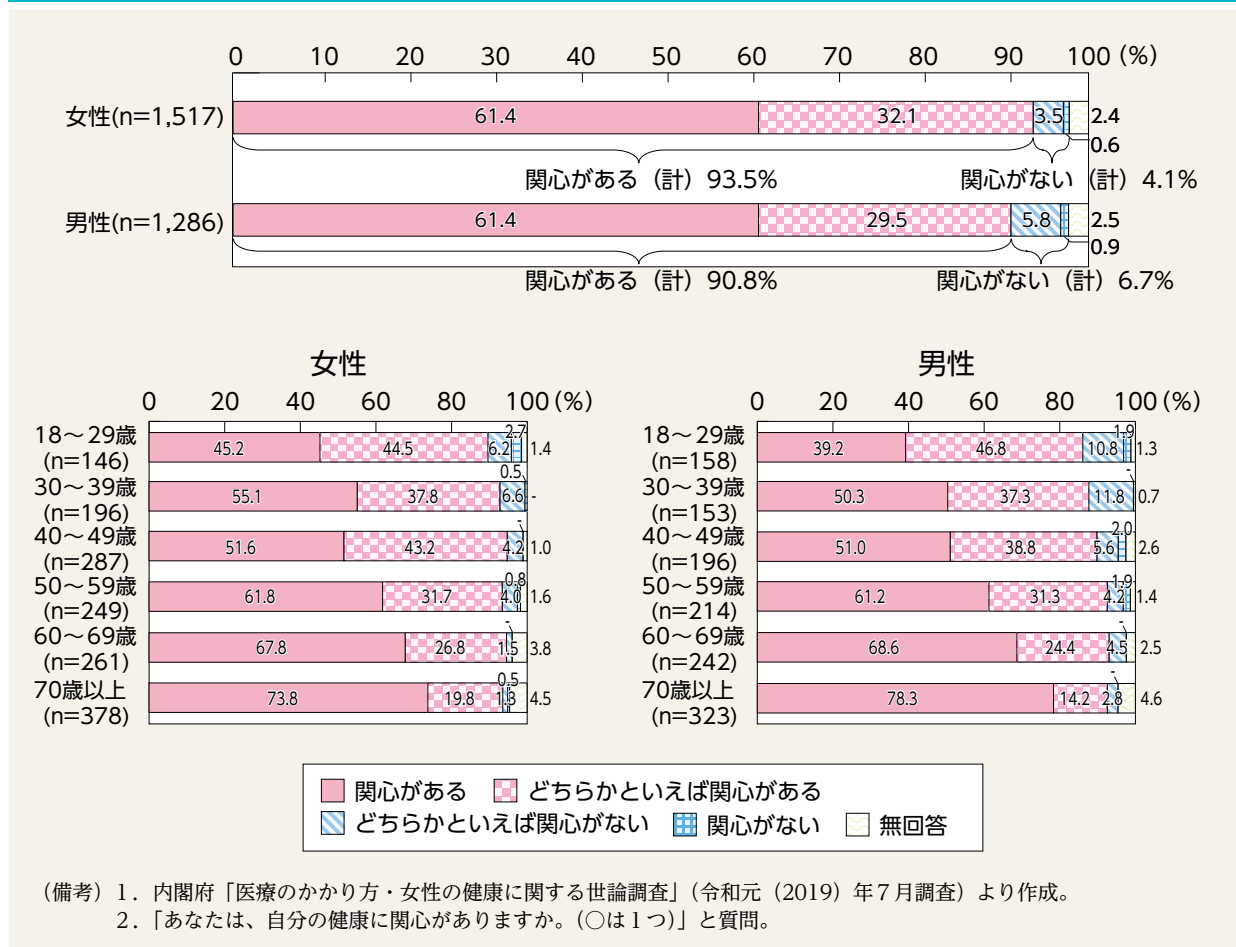 0 10 20 30 40 50 60 70 80 90 100 (%)
女性(n=1,517) 61.4 32.1 3.5 2.4
0.6
関心がある（計）93.5% 関心がない（計）4.1%
男性(n=1,286) 61.4 29.5 5.8 2.5
0.9
関心がある（計）90.8% 関心がない（計）6.7%
女性
0 20 40 60 80 100 (%)
18～29歳
(n=146) 45.2 44.5 6.2 2.7 1.4
30～39歳
(n=196) 55.1 37.8 6.6 0.5 -
40～49歳
(n=287) 51.6 43.2 4.2 - 1.0
50～59歳
(n=249) 61.8 31.7 4.0 0.8 1.6
60～69歳
(n=261) 67.8 26.8 1.5 - 3.8
70歳以上
(n=378) 73.8 19.8 1.3 0.5 4.5
男性
0 20 40 60 80 100 (%)
18～29歳
(n=158) 39.2 46.8 10.8 1.9 1.3
30～39歳
(n=153) 50.3 37.3 11.8 - 0.7
40～49歳
(n=196) 51.0 38.8 5.6 2.0 2.6
50～59歳
(n=214) 61.2 31.3 4.2 1.9 1.4
60～69歳
(n=242) 68.6 24.4 4.5 - 2.5
70歳以上
(n=323) 78.3 14.2 2.8 - 4.6
関心がある どちらかといえば関心がある
どちらかといえば関心がない 関心がない 無回答
（備考）１．内閣府「医療のかかり方・女性の健康に関する世論調査」（令和元（2019）年７月調査）より作成。
２．「あなたは、自分の健康に関心がありますか。（○は１つ）」と質問。